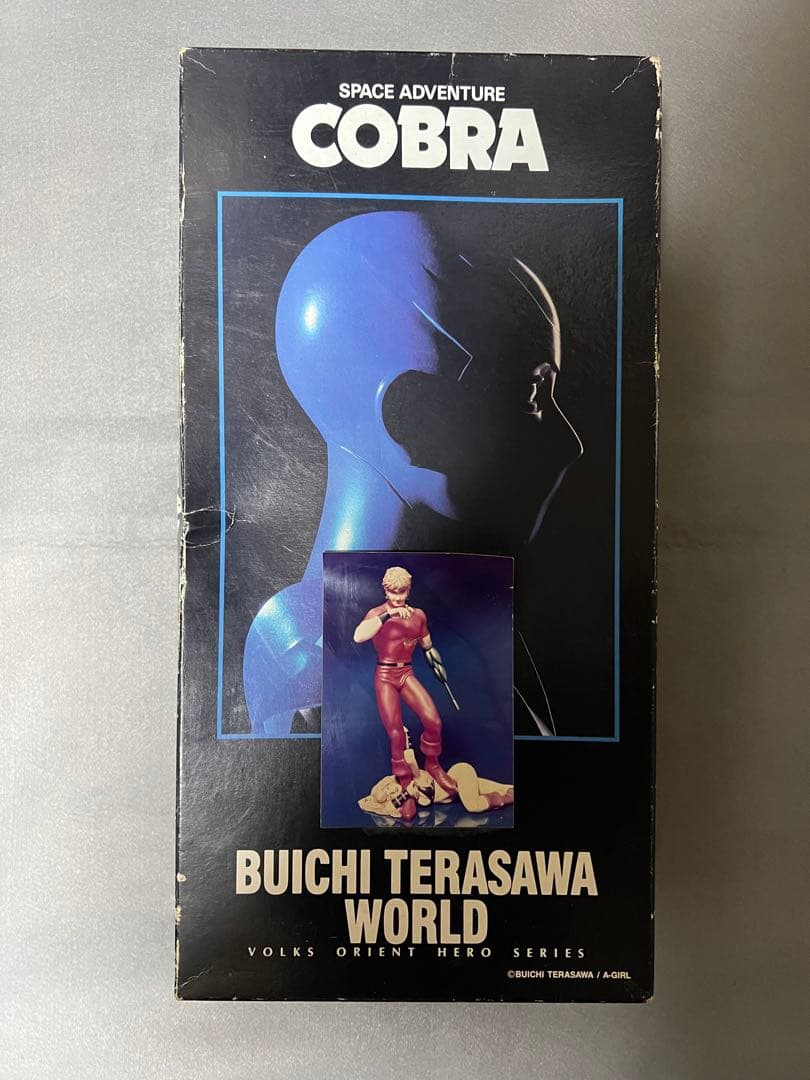 SPACE ADVENTURE
COBRA
BUICHI TERASAWA
WORLD
VOLKS ORIENT HERO SERIES
©BUICHI TERASAWA / A-GIRL